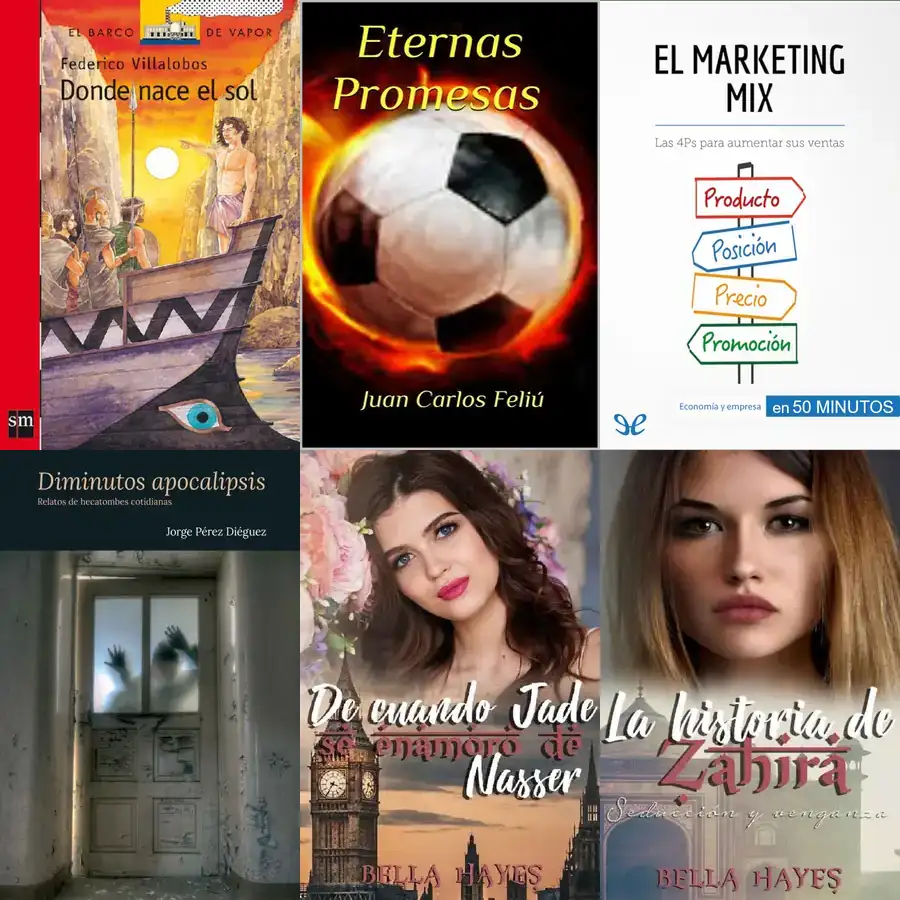 EL BARCO DE VAPOR
Federico Villalobos
Donde nace el sol
sm
Eternas
Promesas
Juan Carlos Feliú
EL MARKETING
MIX
Las 4Ps para aumentar sus ventas
Producto
Posición
Precio
Promoción
Economía y empresa
en 50 MINUTOS
Diminutos apocalipsis
Relatos de hecatombes cotidianas
Jorge Pérez Diéguez
De cuando Jade
se enamoró de
Nasser
BELLA HAYES
La historia de
Zahira
Seducción y venganza
BELLA HAYES